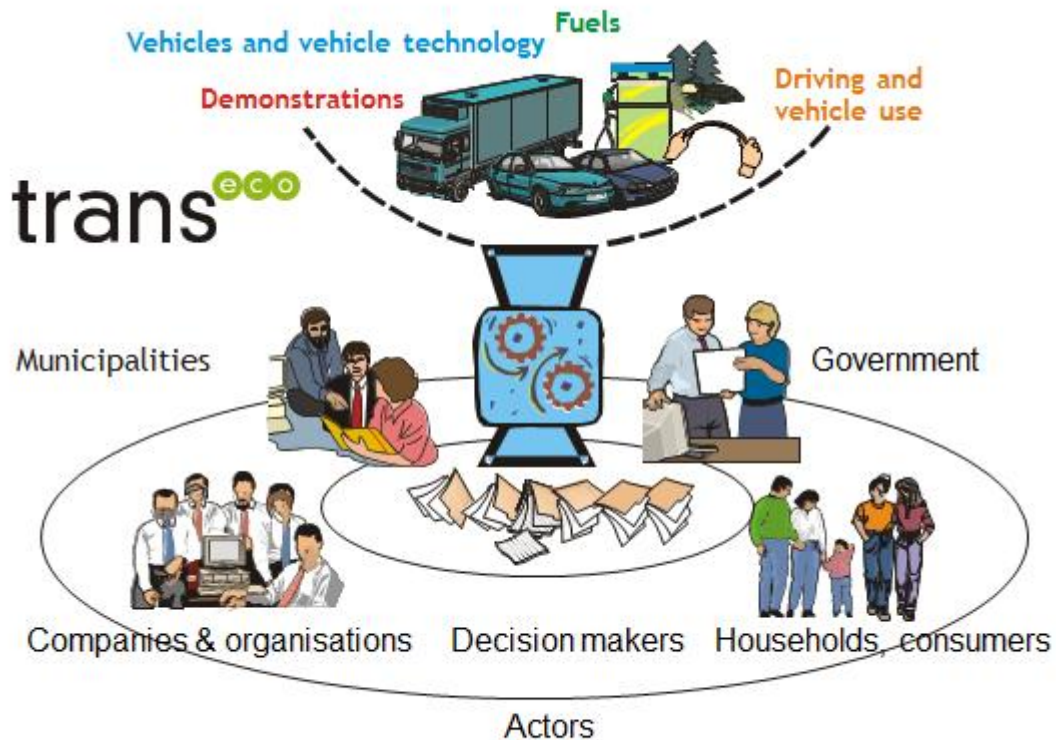 Fuels
Vehicles and vehicle technology
Demonstrations
Driving and
vehicle use
trans eco
Municipalities
Government
Companies & organisations
Decision makers
Households, consumers
Actors